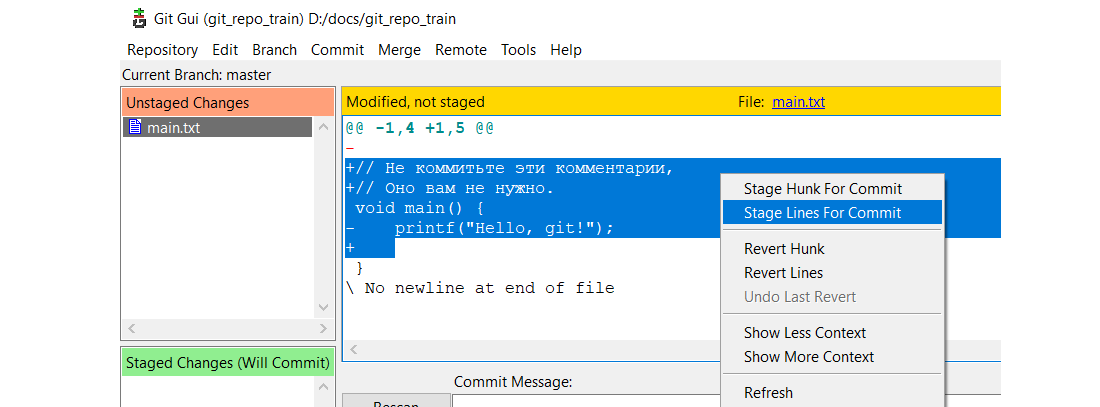 Git Gui (git_repo_train) D:/docs/git_repo_train
Repository Edit Branch Commit Merge Remote Tools Help
Current Branch: master
Unstaged Changes
main.txt
Modified, not staged File: main.txt
@@ -1,4 +1,5 @@
-
+// Не коммитьте эти комментарии,
+// Оно вам не нужно.
void main() {
- printf("Hello, git!");
+
}
\ No newline at end of file
Stage Hunk For Commit
Stage Lines For Commit
Revert Hunk
Revert Lines
Undo Last Revert
Show Less Context
Show More Context
Refresh
Staged Changes (Will Commit)
Commit Message:
Rescan